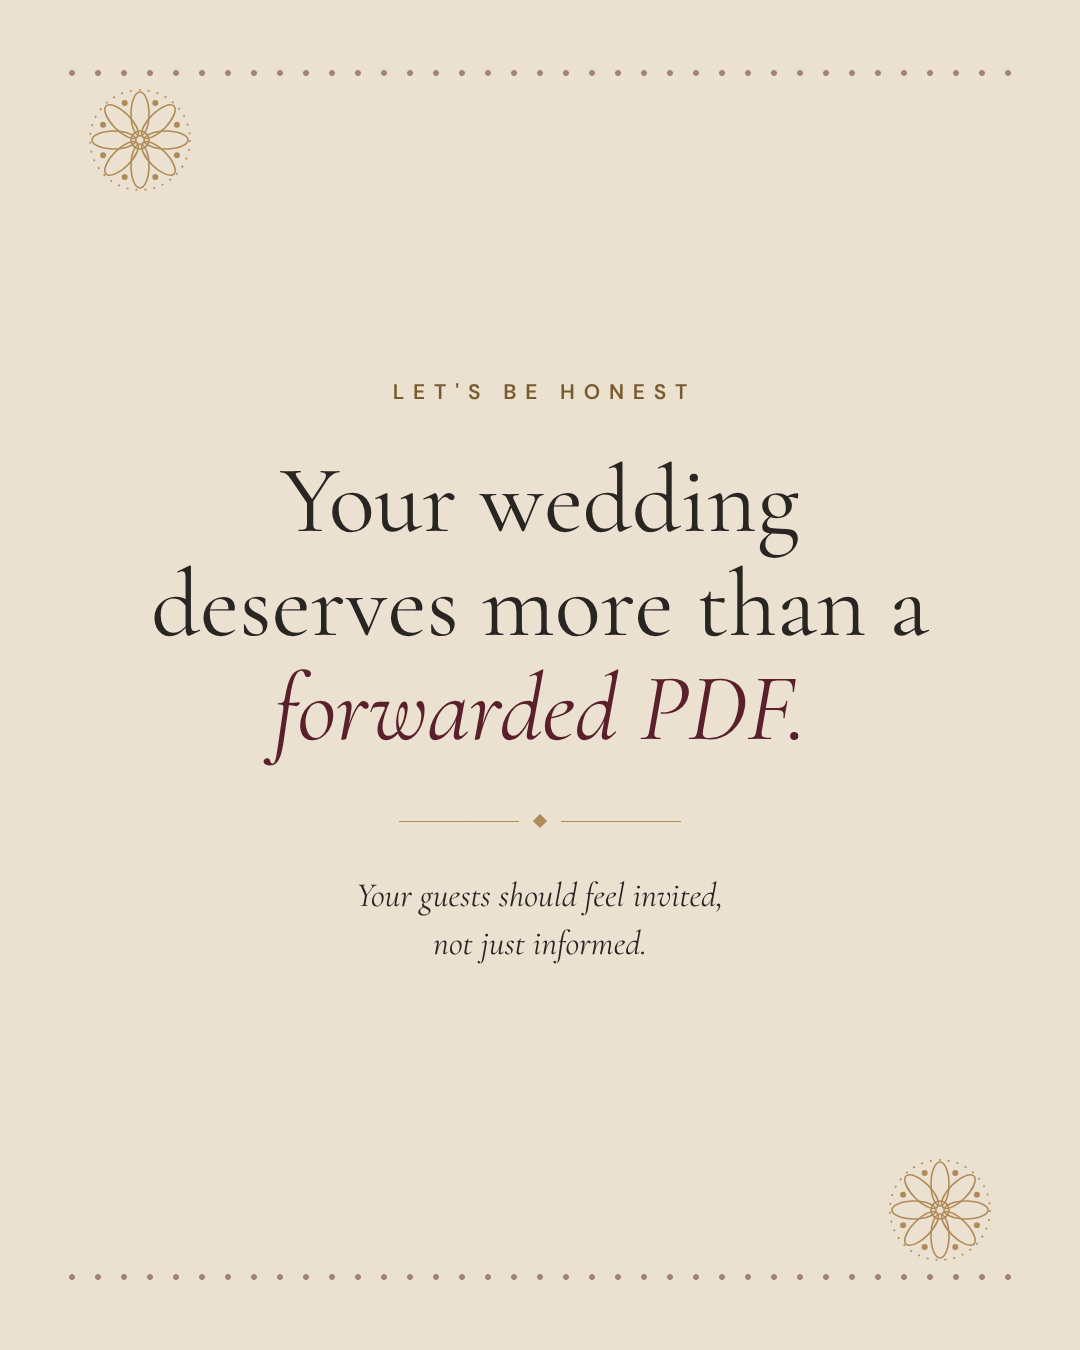 LET'S BE HONEST
Your wedding
deserves more than a
forwarded PDF.
Your guests should feel invited,
not just informed.